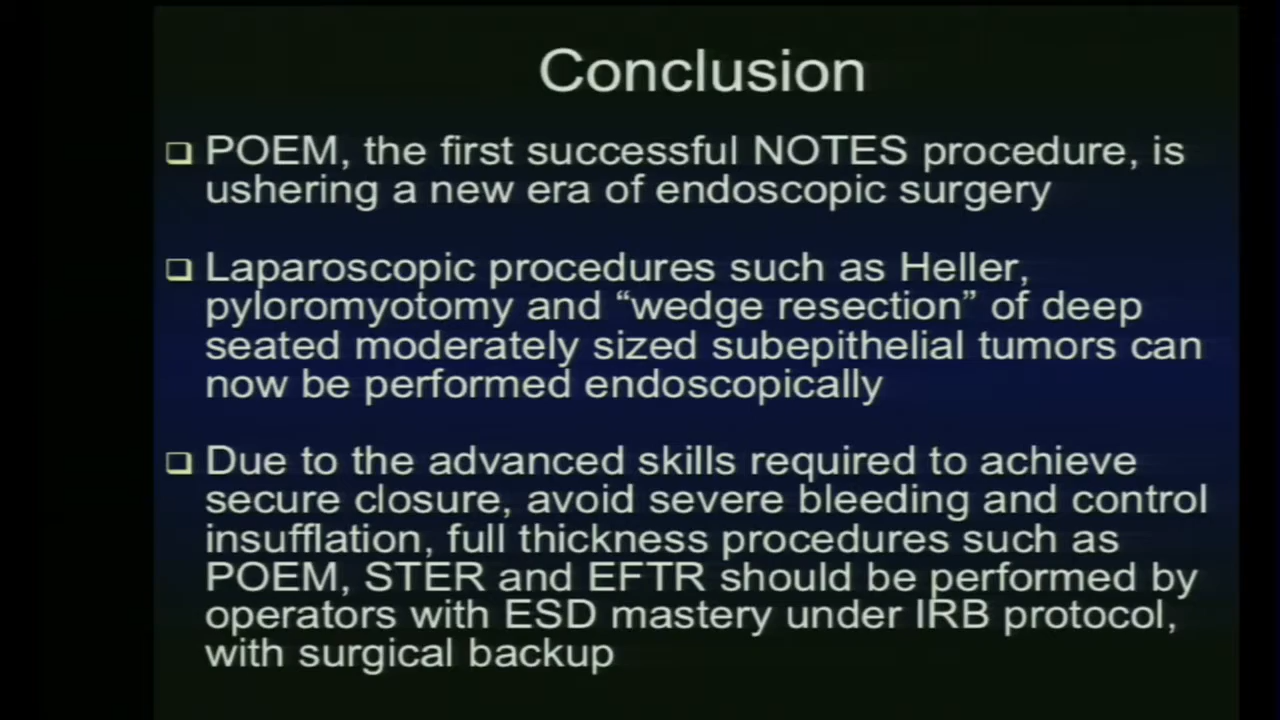 Conclusion
❑ POEM, the first successful NOTES procedure, is
ushering a new era of endoscopic surgery
❑ Laparoscopic procedures such as Heller,
pyloromyotomy and “wedge resection” of deep
seated moderately sized subepithelial tumors can
now be performed endoscopically
❑ Due to the advanced skills required to achieve
secure closure, avoid severe bleeding and control
insufflation, full thickness procedures such as
POEM, STER and EFTR should be performed by
operators with ESD mastery under IRB protocol,
with surgical backup